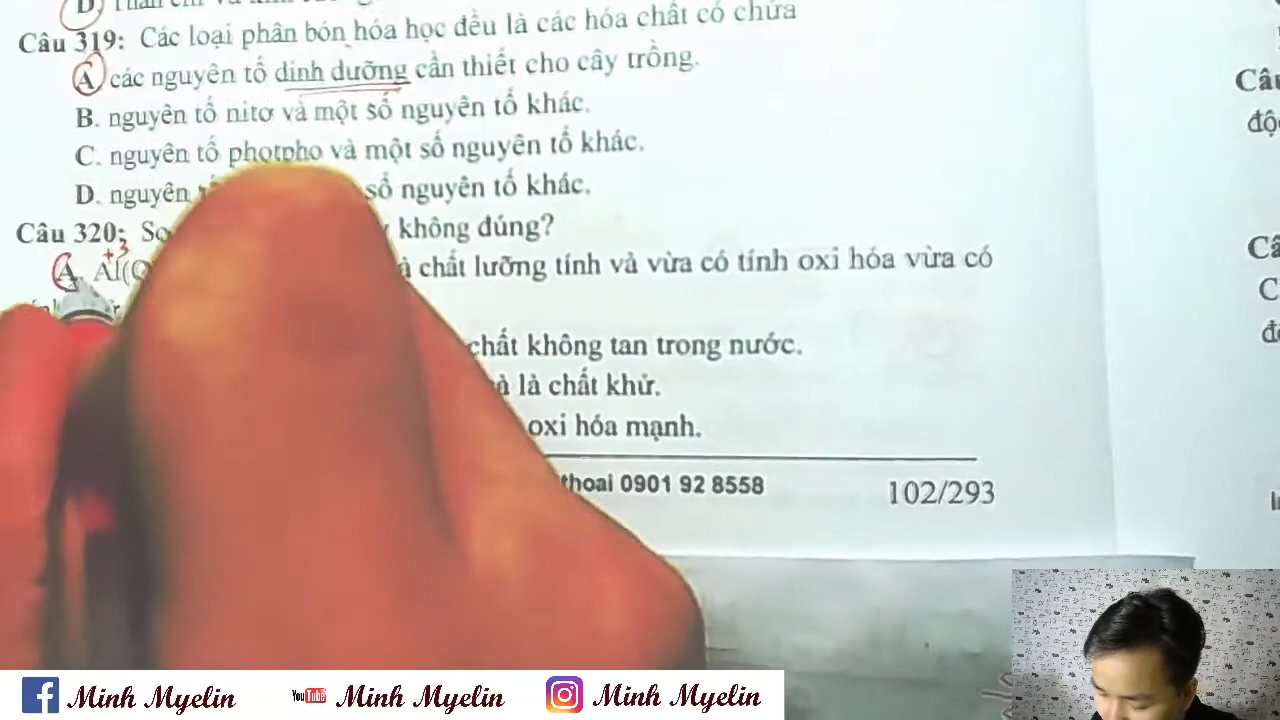 Câu 319: Các loại phân bón hóa học đều là các hóa chất có chứa
A các nguyên tố dinh dưỡng cần thiết cho cây trồng.
B. nguyên tố nitơ và một số nguyên tố khác.
C. nguyên tố photpho và một số nguyên tố khác.
D. nguyên số nguyên tố khác.
Câu 320: không đúng?
+3
A. Al( chất lưỡng tính và vừa có tính oxi hóa vừa có
chất không tan trong nước.
là chất khử.
oxi hóa mạnh.
thoai 0901 92 8558 102/293
Câ
C
Minh Myelin YouTube Minh Myelin Minh Myelin